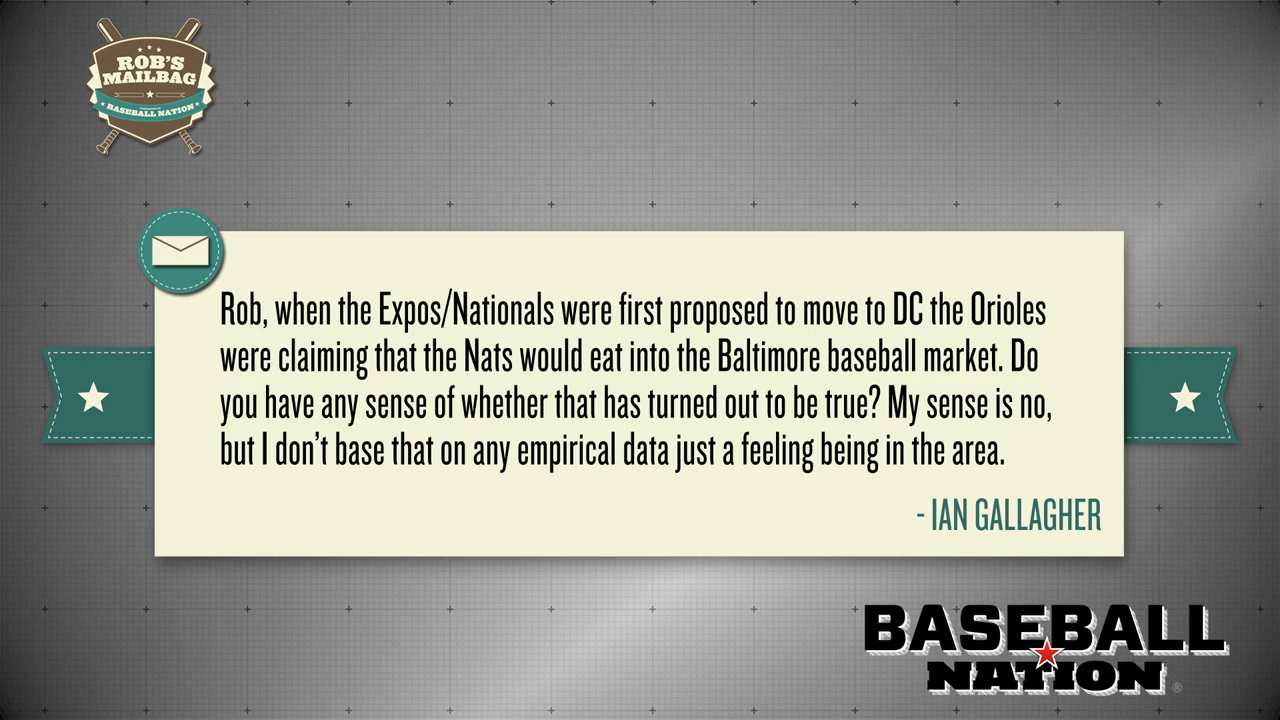 ROB'S
MAILBAG
BASEBALL NATION
Rob, when the Expos/Nationals were first proposed to move to DC the Orioles
were claiming that the Nats would eat into the Baltimore baseball market. Do
you have any sense of whether that has turned out to be true? My sense is no,
but I don't base that on any empirical data just a feeling being in the area.
- IAN GALLAGHER
BASEBALL
NATION
®